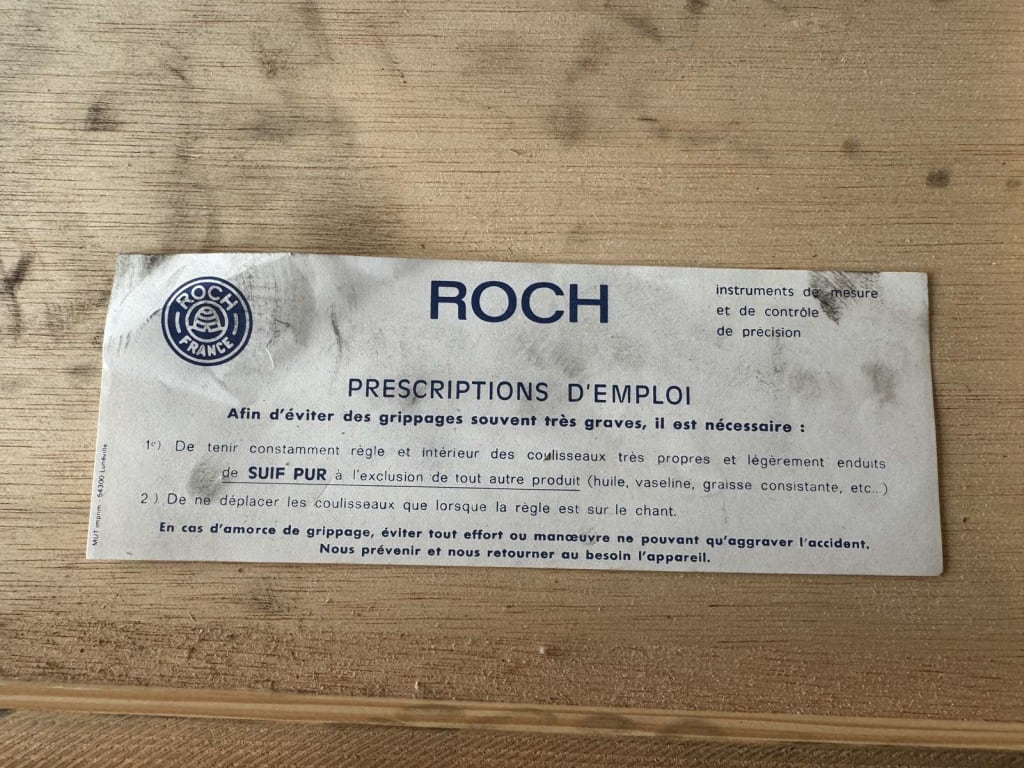 ROCH
FRANCE
ROCH
instruments de mesure
et de contrôle
de précision
PRESCRIPTIONS D'EMPLOI
Afin d'éviter des grippages souvent très graves, il est nécessaire :
1°) De tenir constamment règle et intérieur des coulisseaux très propres et légèrement enduits
de SUIF PUR à l'exclusion de tout autre produit (huile, vaseline, graisse consistante, etc...)
2 ) De ne déplacer les coulisseaux que lorsque la règle est sur le chant.
En cas d'amorce de grippage, éviter tout effort ou manœuvre ne pouvant qu'aggraver l'accident.
Nous prévenir et nous retourner au besoin l'appareil.
MUT imprim - 54300 Lunéville